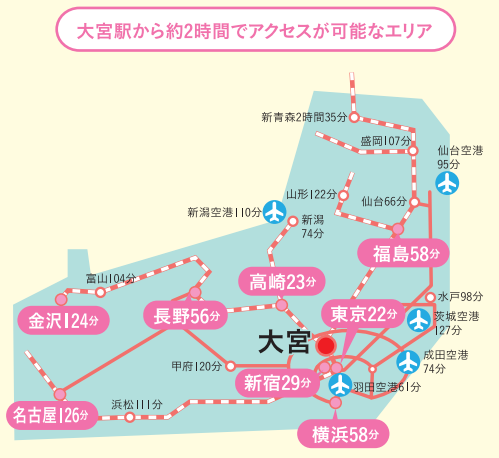 大宮駅から約2時間でアクセスが可能なエリア
新青森2時間35分
盛岡107分
仙台空港
95分
山形122分
仙台66分
新潟空港110分
新潟
74分
福島58分
富山104分
高崎23分
水戸98分
金沢124分
長野56分
東京22分
茨城空港
127分
大宮
成田空港
74分
甲府120分
新宿29分
羽田空港61分
名古屋126分
浜松111分
横浜58分